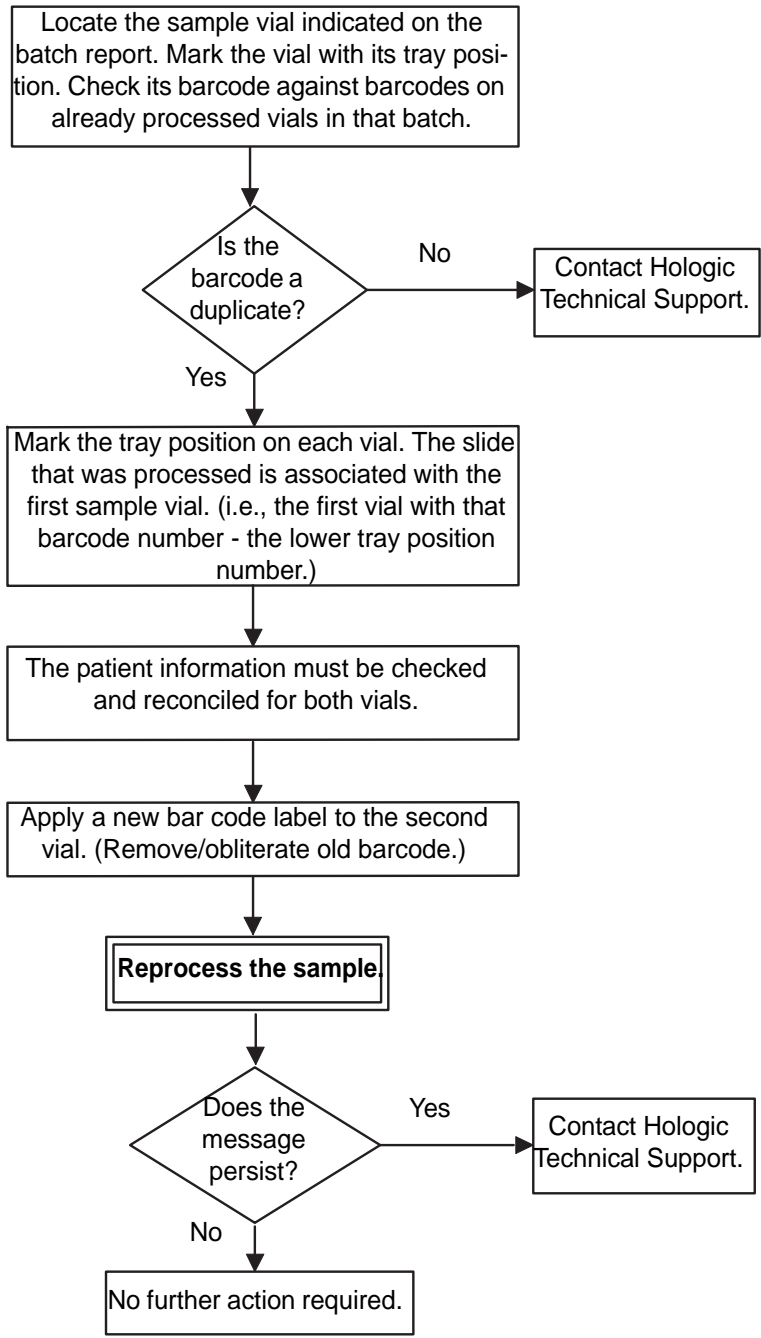 Locate the sample vial indicated on the
batch report. Mark the vial with its tray posi-
tion. Check its barcode against barcodes on
already processed vials in that batch.
Is the
barcode a
duplicate?
No
Contact Hologic
Technical Support.
Yes
Mark the tray position on each vial. The slide
that was processed is associated with the
first sample vial. (i.e., the first vial with that
barcode number - the lower tray position
number.)
The patient information must be checked
and reconciled for both vials.
Apply a new bar code label to the second
vial. (Remove/obliterate old barcode.)
Reprocess the sample.
Does the
message
persist?
Yes
Contact Hologic
Technical Support.
No
No further action required.